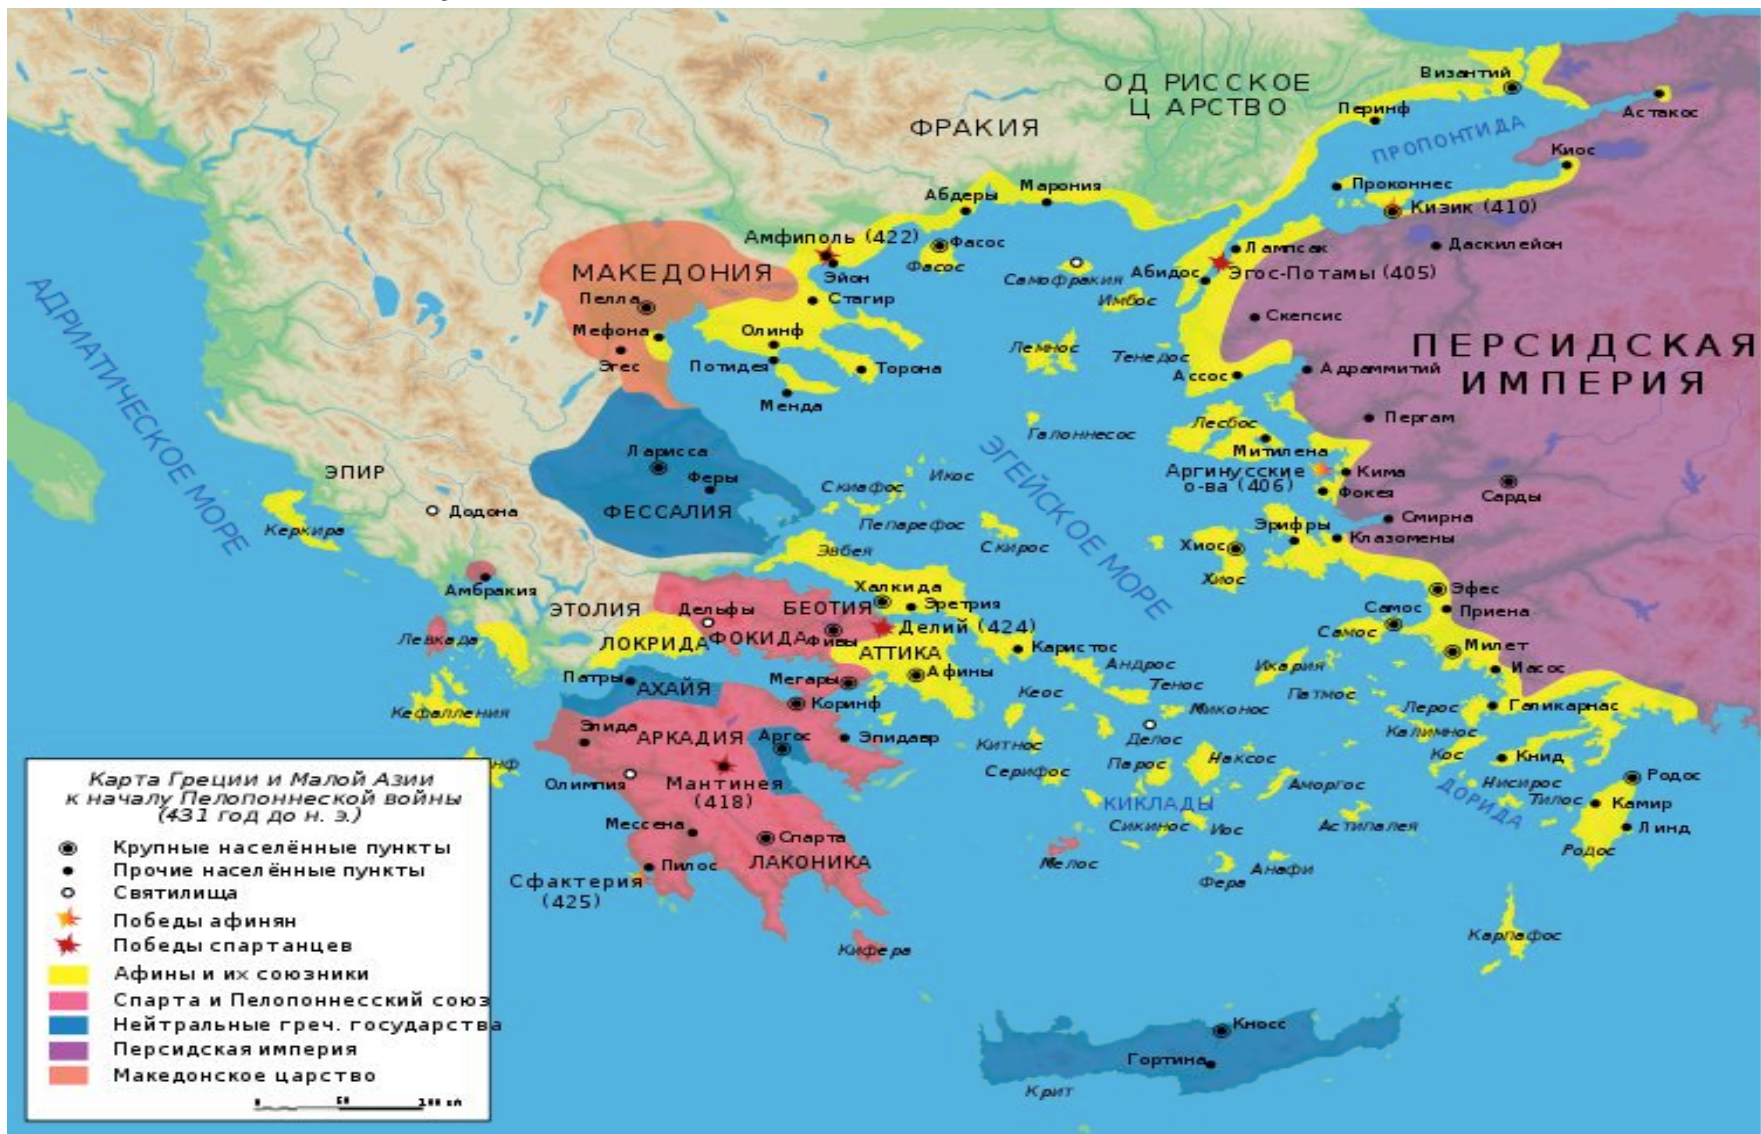 ОДРИССКОЕ
ЦАРСТВО
Византий
Перинф
Астакос
ФРАКИЯ
ПРОПОНТИДА
Киос
Проконнес
Кизик (410)
Абдеры
Марония
Амфиполь (422)
Фасос
Фасос
Эйон
Самофракия
Имбос
Лампсак
Даскилейон
Абидос
Эгос-Потамы (405)
МАКЕДОНИЯ
Пелла
Стагир
Мефона
Олинф
Скепсис
Эгес
Потидея
Торона
Менда
Лемнос
Тенедос
Ассос
Адраммитий
ПЕРСИДСКАЯ
ИМПЕРИЯ
АДРИАТИЧЕСКОЕ МОРЕ
Пергам
Лесбос
Галоннесос
Митилена
ЭГЕЙСКОЕ МОРЕ
Аргинусские
о-ва (406)
Кима
Фокея
Сарды
ЭПИР
Ларисса
Феры
ФЕССАЛИЯ
Скиафос
Икос
Пепарефос
Скирос
Додона
Керкира
Смирна
Эрифры
Клазомены
Хиос
Хиос
Эвбея
Амбракия
Халкида
Эретрия
Эфес
Приена
ЭТОЛИЯ
Дельфы
БЕОТИЯ
Делий (424)
Самос
Самос
Левкада
ЛОКРИДА
ФОКИДА
Фивы
АТТИКА
Каристос
Милет
Иасос
Патры
АХАЙЯ
Мегары
Афины
Андрос
Икария
Тенос
Патмос
Кеос
Кефалления
Коринф
Миконос
Лерос
Галикарнас
Элида
АРКАДИЯ
Аргос
Эпидавр
Китнос
Делос
Калимнос
Парос
Наксос
Кос
Книд
Серифос
нф
Олимпия
Мантинея
(418)
Аморгос
Нисирос
Родос
Тилос
Камир
ДОРИДА
КИКЛАДЫ
Мессена
Спарта
Сикинос
Иос
Астипалея
Линд
Родос
Пилос
ЛАКОНИКА
Мелос
Сфактерия
(425)
Фера
Анафи
Кифера
Карпафос
Кносс
Гортина
Крит
Карта Греции и Малой Азии
к началу Пелопоннеской войны
(431 год до н. э.)
Крупные населённые пункты
Прочие населённые пункты
Святилища
Победы афинян
Победы спартанцев
Афины и их союзники
Спарта и Пелопоннесский союз
Нейтральные греч. государства
Персидская империя
Македонское царство